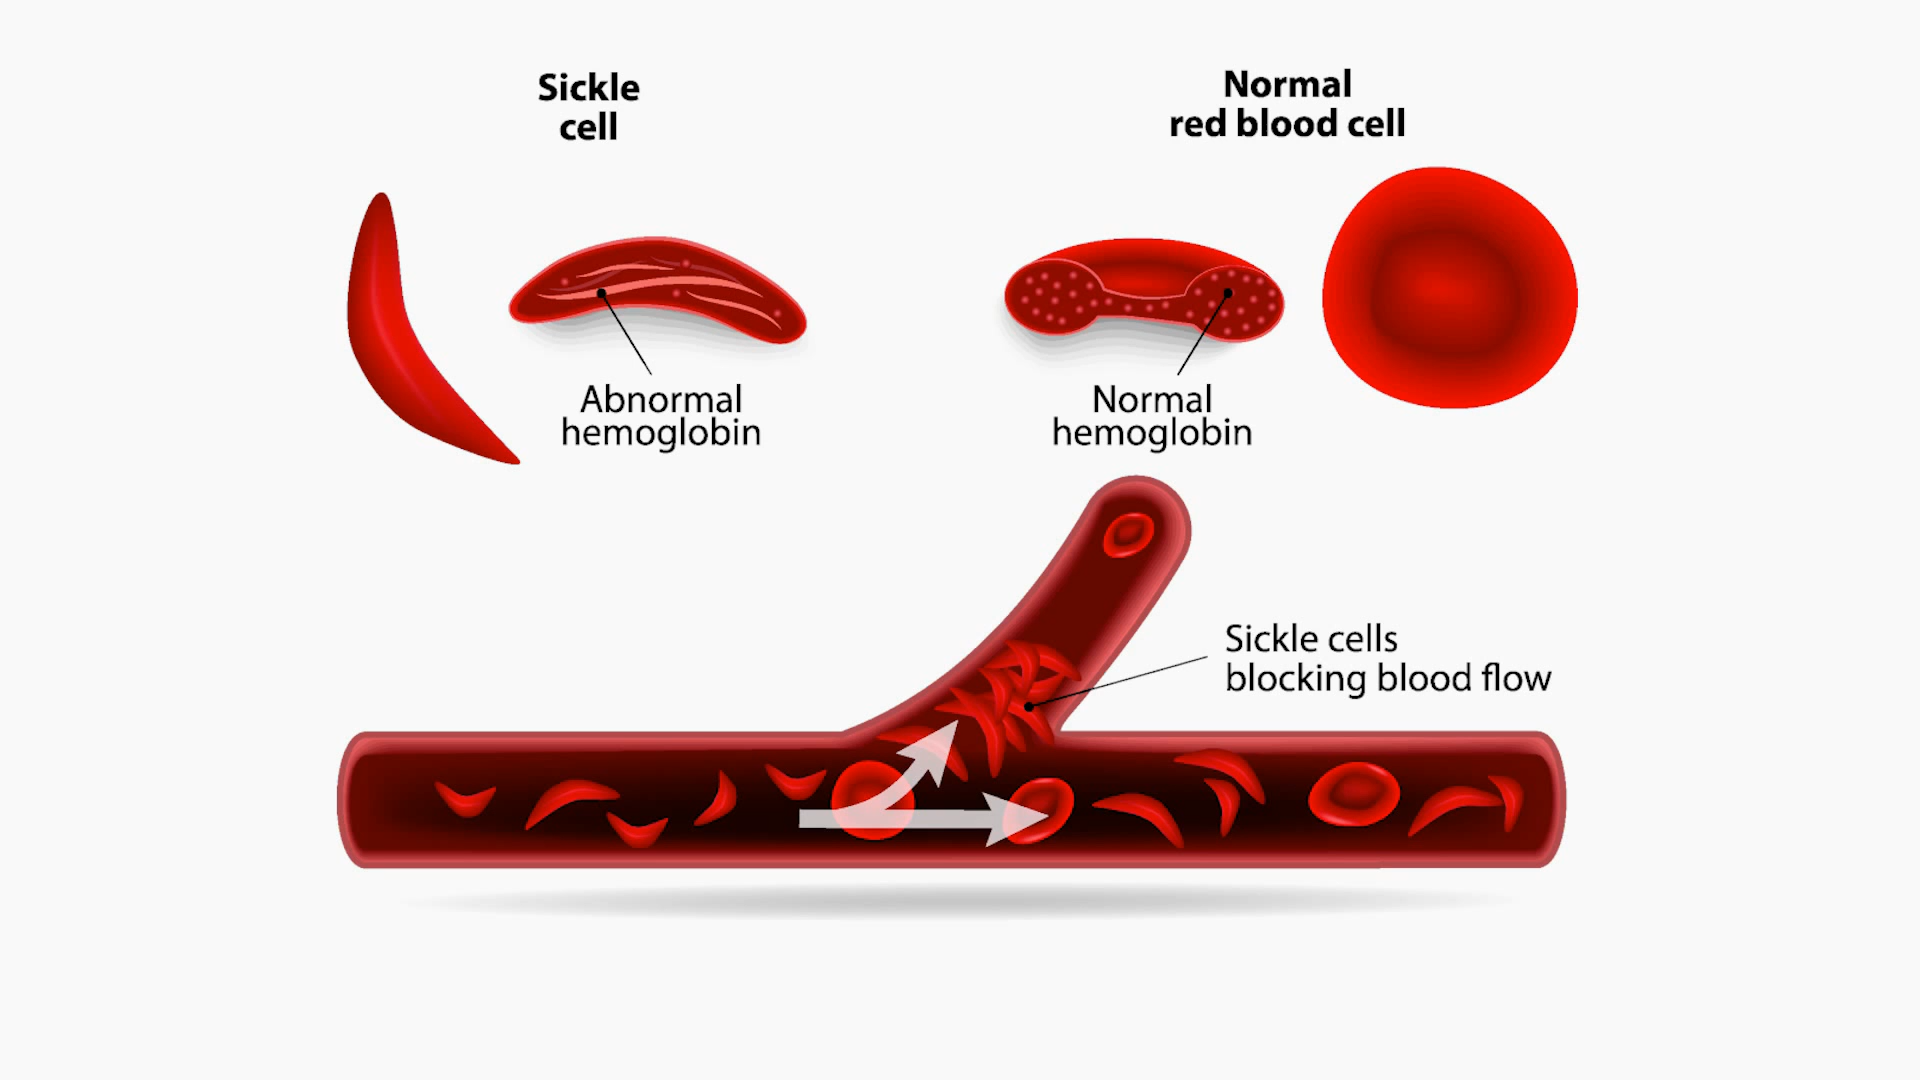 Sickle
cell
Normal
red blood cell
Abnormal
hemoglobin
Normal
hemoglobin
Sickle cells
blocking blood flow